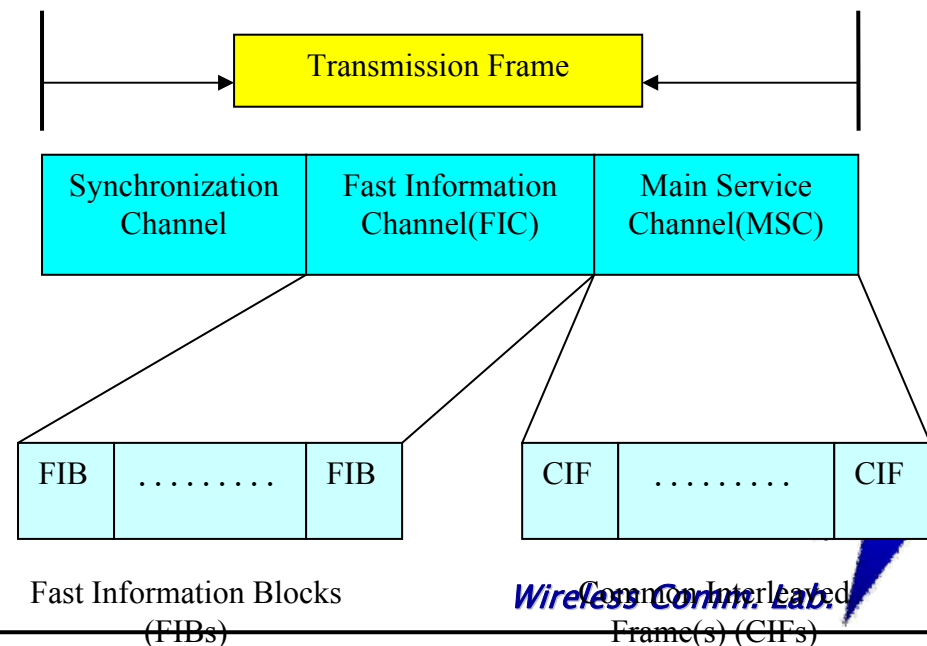 Transmission Frame
Synchronization
Channel
Fast Information
Channel(FIC)
Main Service
Channel(MSC)
FIB
.........
FIB
CIF
.........
CIF
Fast Information Blocks
(FIBs)
Common Interleaved
Frame(s) (CIFs)
Wireless Comm. Lab.